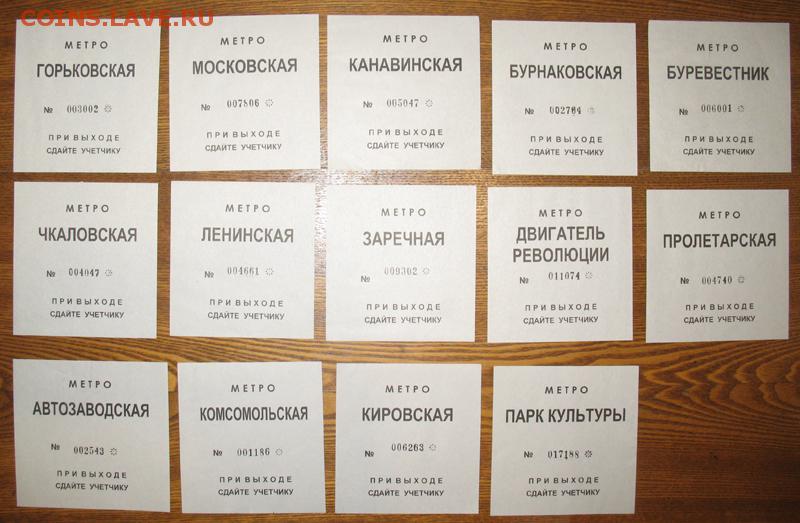 COINS.LAVE.RU
МЕТРО
ГОРЬКОВСКАЯ
№ 003002
ПРИ ВЫХОДЕ
СДАЙТЕ УЧЕТЧИКУ
МЕТРО
МОСКОВСКАЯ
№ 007806
ПРИ ВЫХОДЕ
СДАЙТЕ УЧЕТЧИКУ
МЕТРО
КАНАВИНСКАЯ
№ 005047
ПРИ ВЫХОДЕ
СДАЙТЕ УЧЕТЧИКУ
МЕТРО
БУРНАКОВСКАЯ
№ 002764
ПРИ ВЫХОДЕ
СДАЙТЕ УЧЕТЧИКУ
МЕТРО
БУРЕВЕСТНИК
№ 006001
ПРИ ВЫХОДЕ
СДАЙТЕ УЧЕТЧИКУ
МЕТРО
ЧКАЛОВСКАЯ
№ 004047
ПРИ ВЫХОДЕ
СДАЙТЕ УЧЕТЧИКУ
МЕТРО
ЛЕНИНСКАЯ
№ 004661
ПРИ ВЫХОДЕ
СДАЙТЕ УЧЕТЧИКУ
МЕТРО
ЗАРЕЧНАЯ
№ 009302
ПРИ ВЫХОДЕ
СДАЙТЕ УЧЕТЧИКУ
МЕТРО
ДВИГАТЕЛЬ
РЕВОЛЮЦИИ
№ 011074
ПРИ ВЫХОДЕ
СДАЙТЕ УЧЕТЧИКУ
МЕТРО
ПРОЛЕТАРСКАЯ
№ 004740
ПРИ ВЫХОДЕ
СДАЙТЕ УЧЕТЧИКУ
МЕТРО
АВТОЗАВОДСКАЯ
№ 002543
ПРИ ВЫХОДЕ
СДАЙТЕ УЧЕТЧИКУ
МЕТРО
КОМСОМОЛЬСКАЯ
№ 001186
ПРИ ВЫХОДЕ
СДАЙТЕ УЧЕТЧИКУ
МЕТРО
КИРОВСКАЯ
№ 006263
ПРИ ВЫХОДЕ
СДАЙТЕ УЧЕТЧИКУ
МЕТРО
ПАРК КУЛЬТУРЫ
№ 017188
ПРИ ВЫХОДЕ
СДАЙТЕ УЧЕТЧИКУ